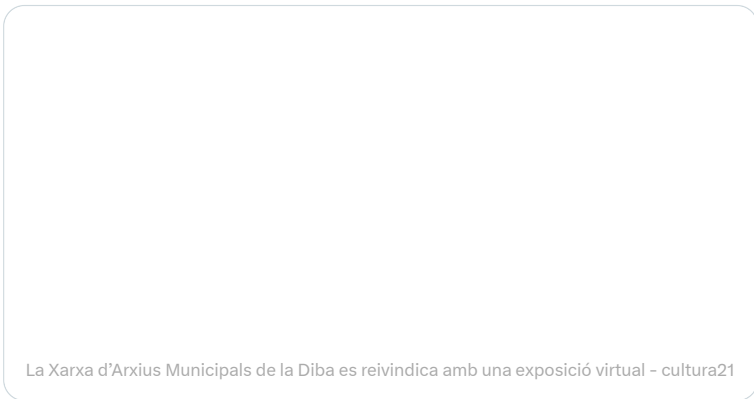 La Xarxa d’Arxius Municipals de la Diba es reivindica amb una exposició virtual - cultura21